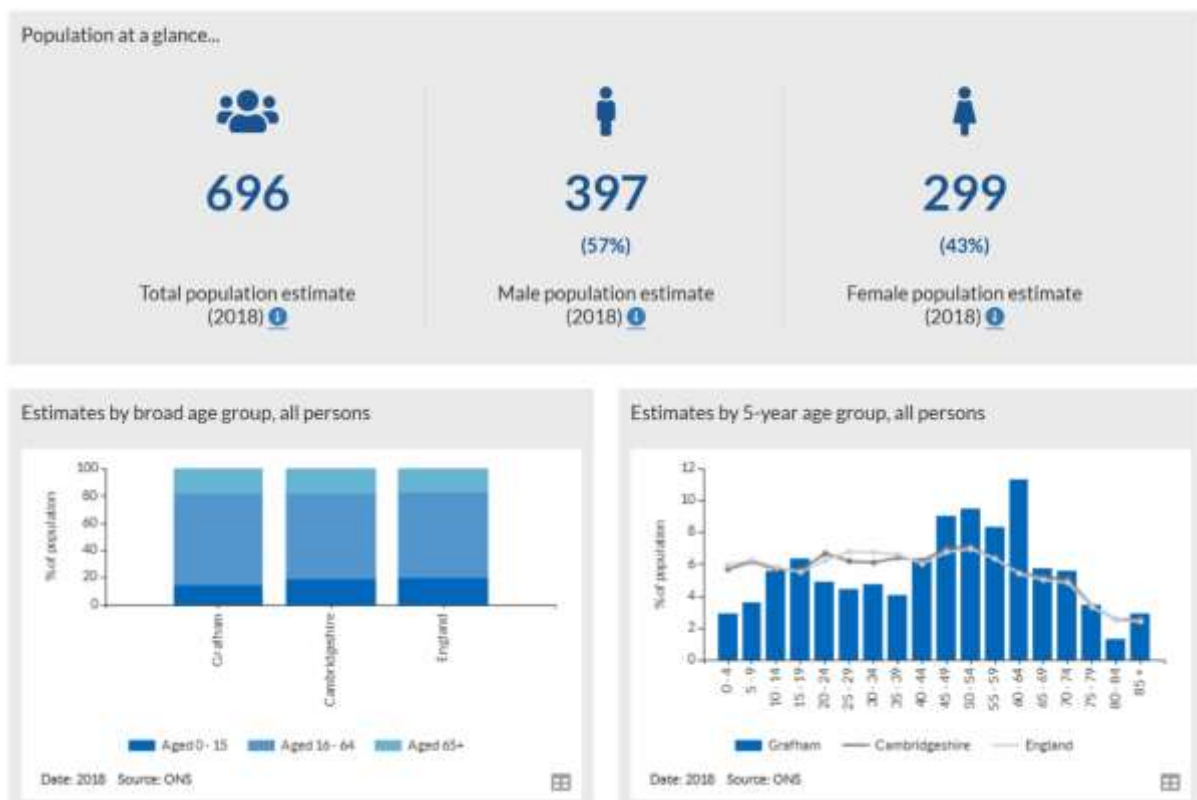 Population at a glance...
696
397
299
(57%)
(43%)
Total population estimate
(2018)
Male population estimate
(2018)
Female population estimate
(2018)
Estimates by broad age group, all persons
% of population
100
80
60
40
20
0
Grafham
Cambridgeshire
England
Aged 0 - 15
Aged 16 - 64
Aged 65+
Date: 2018 Source: ONS
Estimates by 5-year age group, all persons
% of population
12
10
8
6
4
2
0
0 - 4
5 - 9
10 - 14
15 - 19
20 - 24
25 - 29
30 - 34
35 - 39
40 - 44
45 - 49
50 - 54
55 - 59
60 - 64
65 - 69
70 - 74
75 - 79
80 - 84
85 +
Grafham
Cambridgeshire
England
Date: 2018 Source: ONS